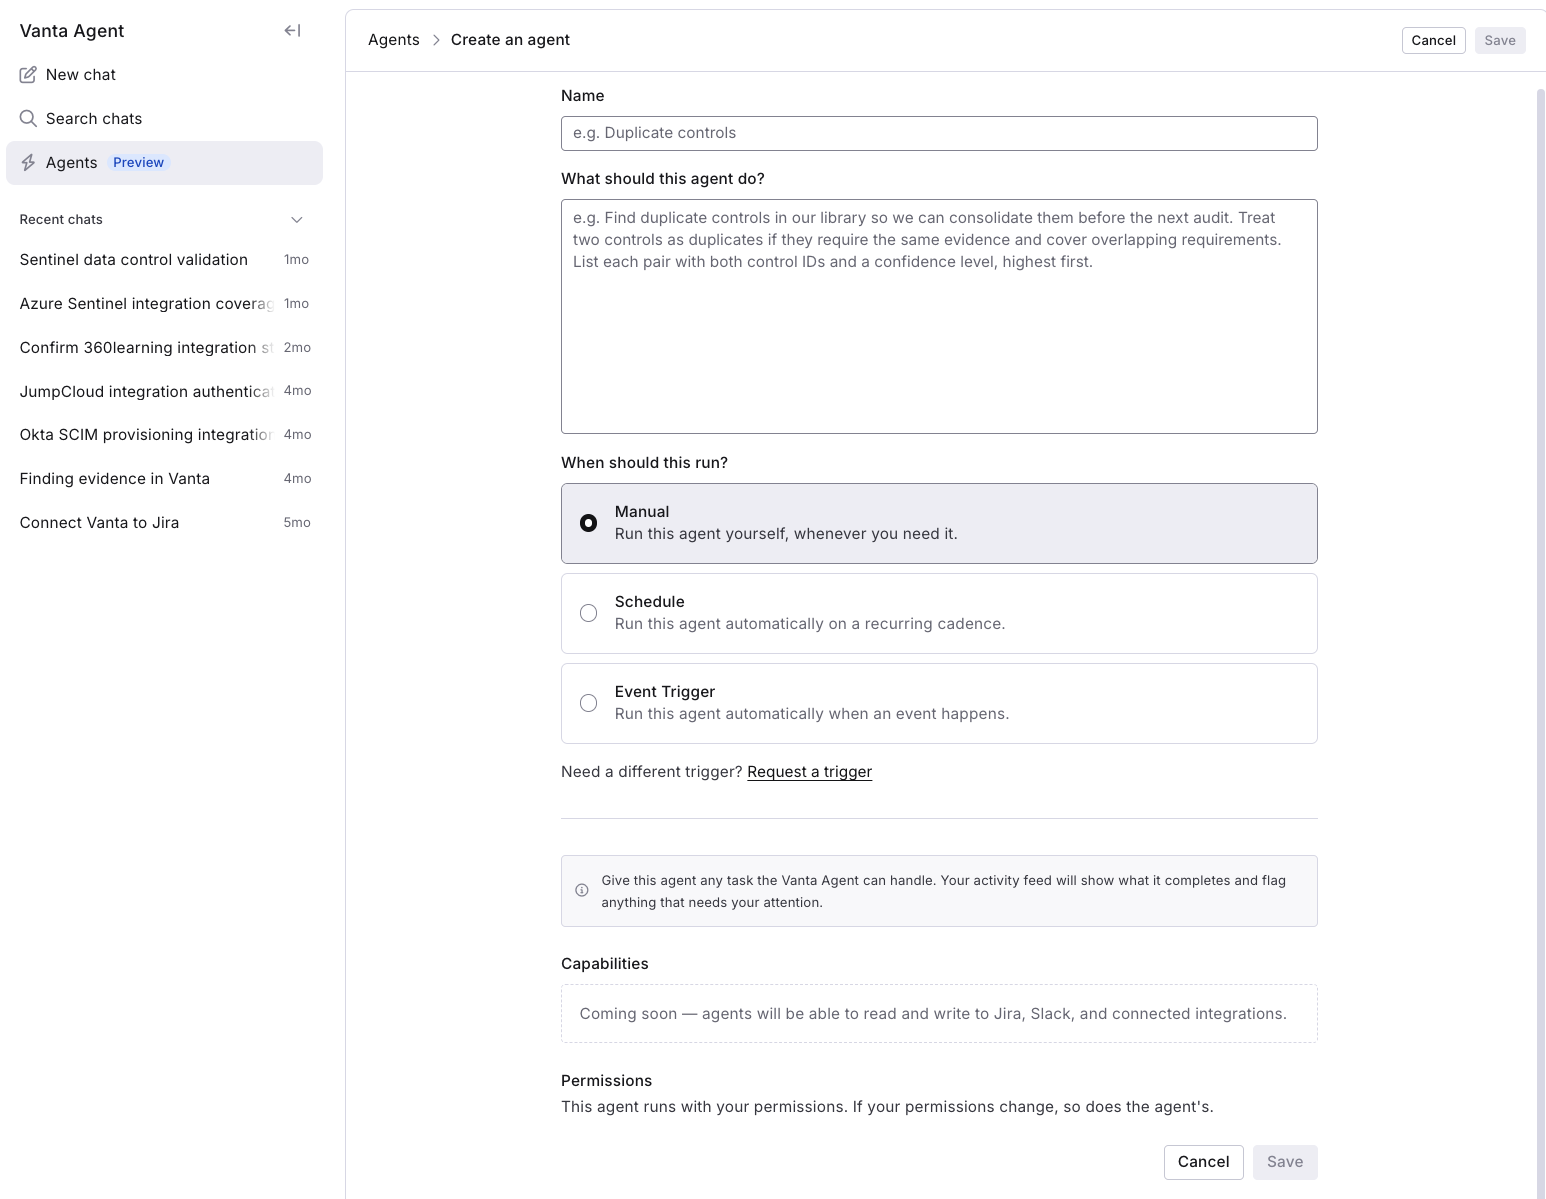 Vanta Agent
New chat
Search chats
Agents Preview
Recent chats
Sentinel data control validation 1mo
Azure Sentinel integration coverag 1mo
Confirm 360learning integration st 2mo
JumpCloud integration authenticat 4mo
Okta SCIM provisioning integration 4mo
Finding evidence in Vanta 4mo
Connect Vanta to Jira 5mo
Agents > Create an agent
Cancel Save
Name
e.g. Duplicate controls
What should this agent do?
e.g. Find duplicate controls in our library so we can consolidate them before the next audit. Treat
two controls as duplicates if they require the same evidence and cover overlapping requirements.
List each pair with both control IDs and a confidence level, highest first.
When should this run?
Manual
Run this agent yourself, whenever you need it.
Schedule
Run this agent automatically on a recurring cadence.
Event Trigger
Run this agent automatically when an event happens.
Need a different trigger? Request a trigger
Give this agent any task the Vanta Agent can handle. Your activity feed will show what it completes and flag
anything that needs your attention.
Capabilities
Coming soon — agents will be able to read and write to Jira, Slack, and connected integrations.
Permissions
This agent runs with your permissions. If your permissions change, so does the agent's.
Cancel Save